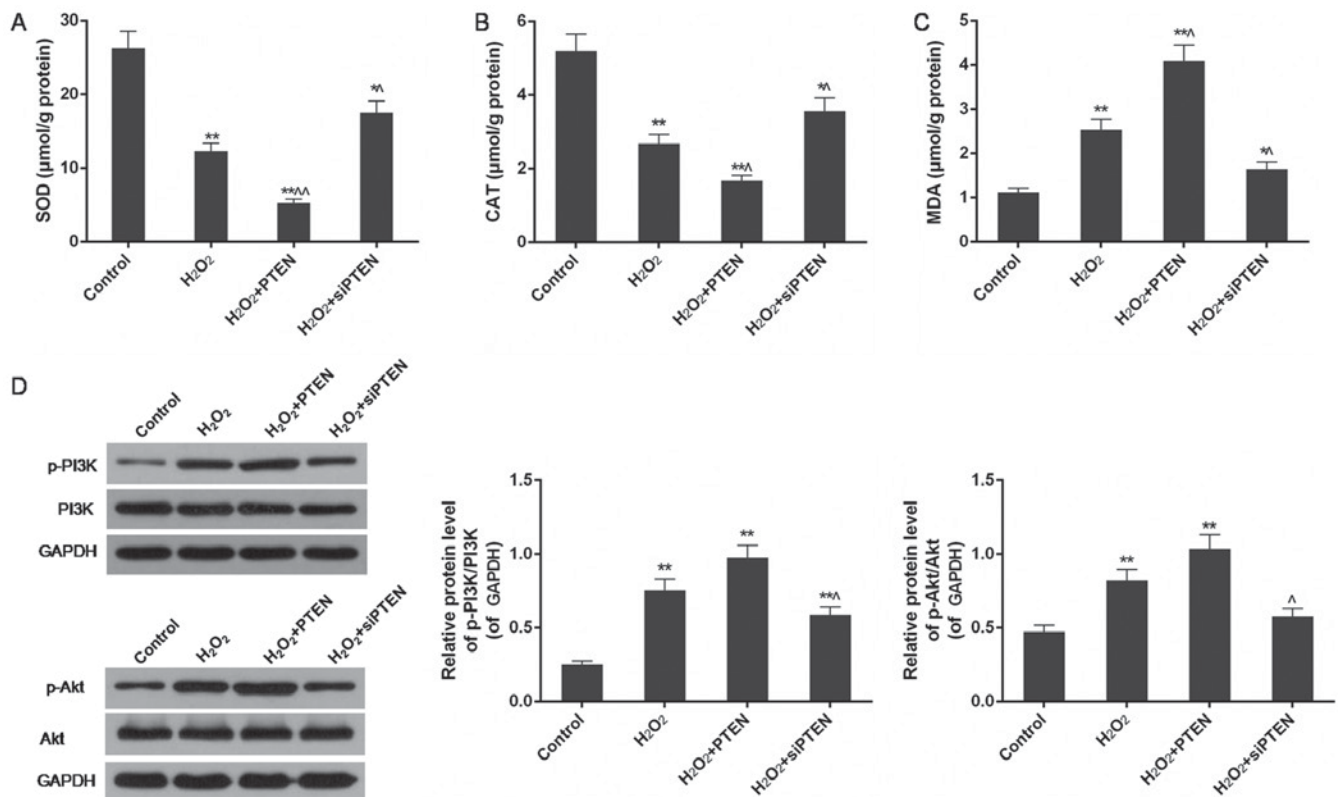 A
SOD (μmol/g protein)
30
20
10
0
**
**^^
*^
Control
H₂O₂
H₂O₂+PTEN
H₂O₂+siPTEN
B
CAT (μmol/g protein)
6
4
2
0
**
**^
*^
Control
H₂O₂
H₂O₂+PTEN
H₂O₂+siPTEN
C
MDA (μmol/g protein)
5
4
3
2
1
0
**
**^
*^
Control
H₂O₂
H₂O₂+PTEN
H₂O₂+siPTEN
D
Control
H₂O₂
H₂O₂+PTEN
H₂O₂+siPTEN
p-PI3K
PI3K
GAPDH
Control
H₂O₂
H₂O₂+PTEN
H₂O₂+siPTEN
p-Akt
Akt
GAPDH
Relative protein level
of p-PI3K/PI3K
(of GAPDH)
1.5
1.0
0.5
0.0
**
**
**^
Control
H₂O₂
H₂O₂+PTEN
H₂O₂+siPTEN
Relative protein level
of p-Akt/Akt
(of GAPDH)
1.5
1.0
0.5
0.0
**
**
^
Control
H₂O₂
H₂O₂+PTEN
H₂O₂+siPTEN